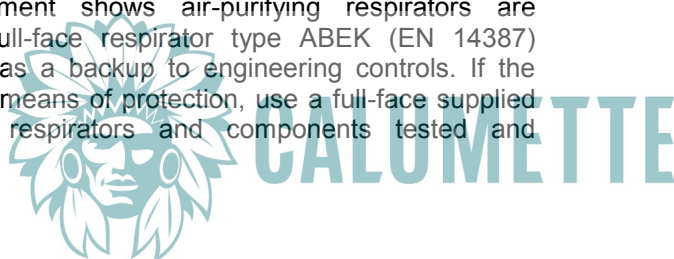 ment shows air-purifying respirators are
ull-face respirator type ABEK (EN 14387)
as a backup to engineering controls. If the
means of protection, use a full-face supplied
respirators and components tested and
CALUMETTE